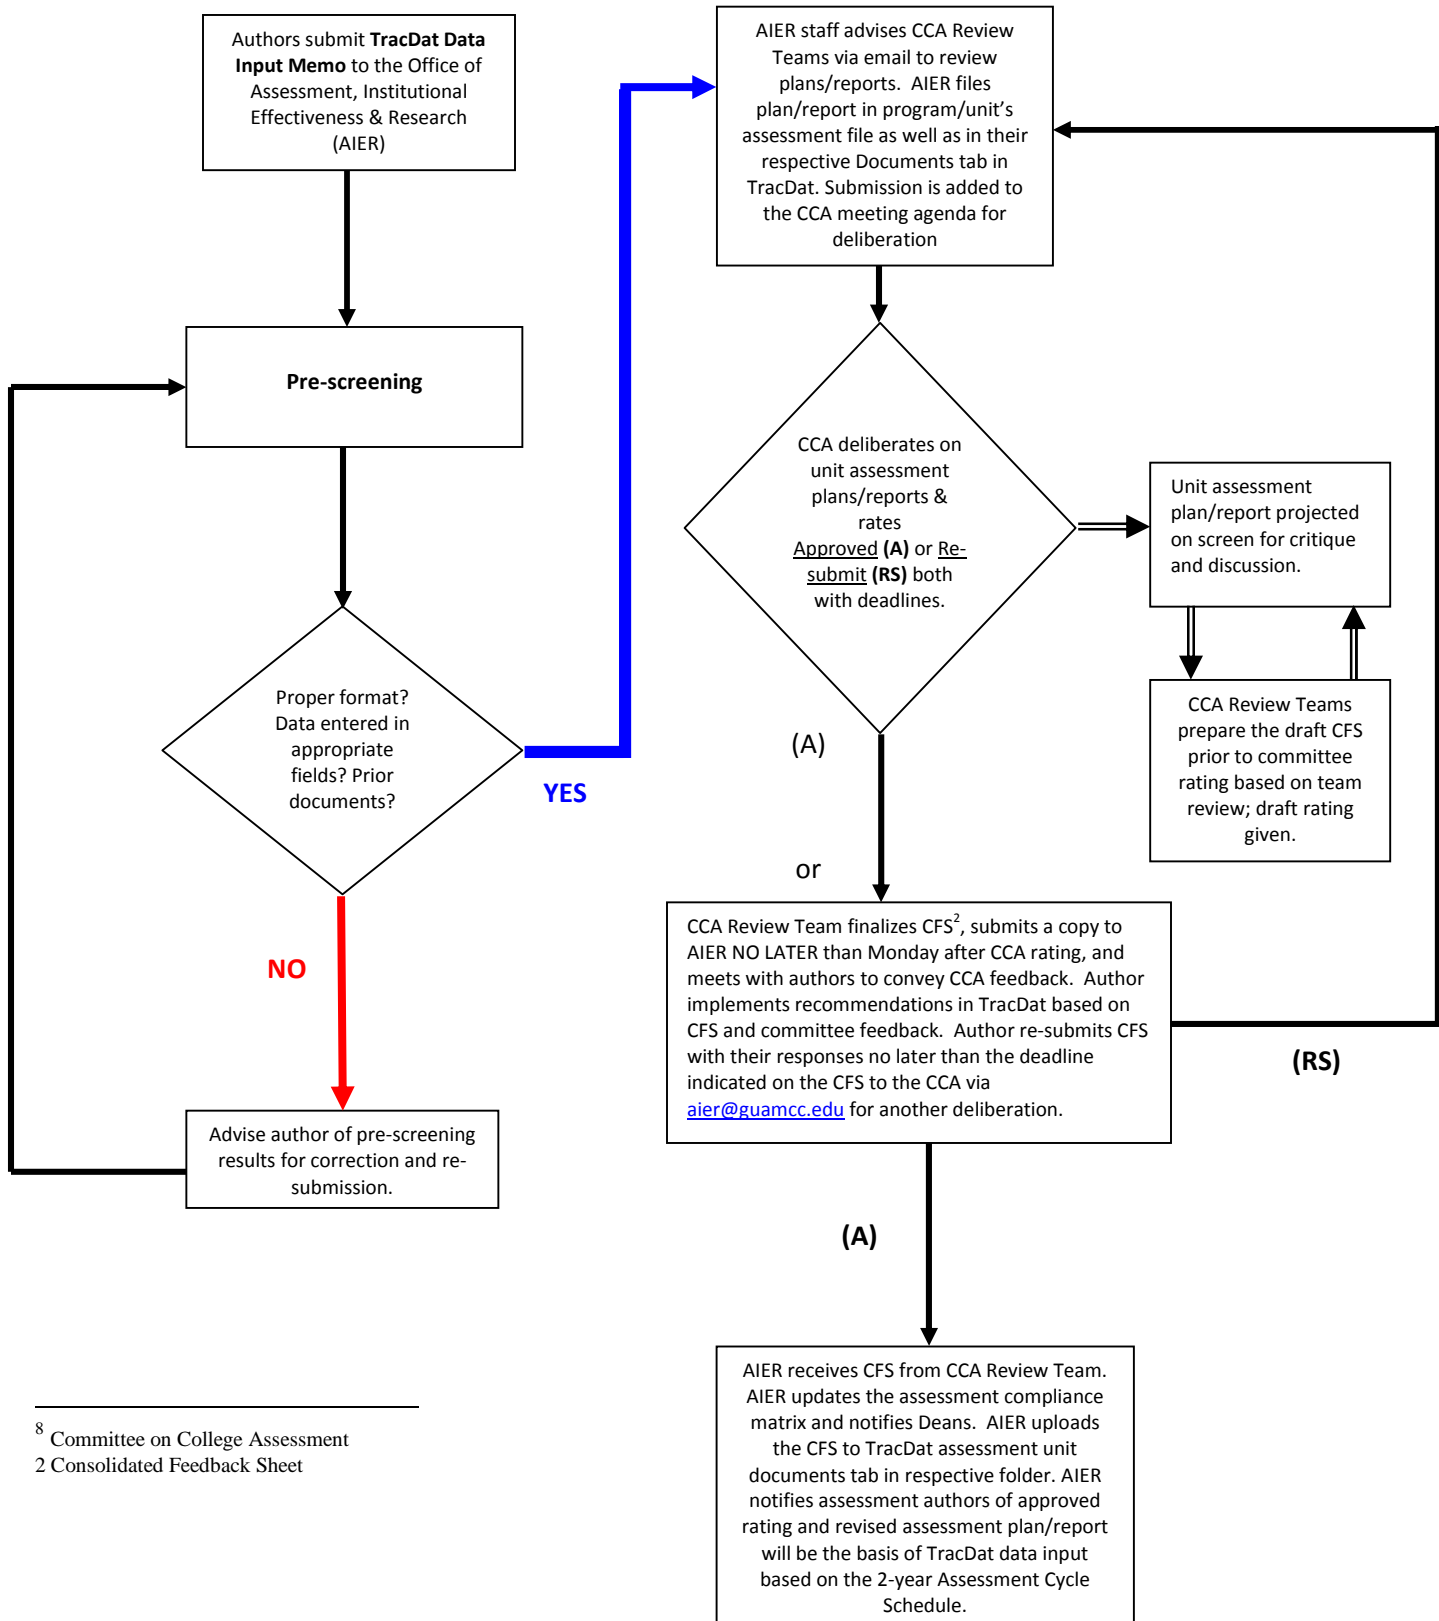 Authors submit TracDat Data
Input Memo to the Office of
Assessment, Institutional
Effectiveness & Research
(AIER)
Pre-screening
Proper format?
Data entered in
appropriate
fields? Prior
documents?
YES
NO
Advise author of pre-screening
results for correction and re-
submission.
AIER staff advises CCA Review
Teams via email to review
plans/reports.  AIER files
plan/report in program/unit’s
assessment file as well as in their
respective Documents tab in
TracDat. Submission is added to
the CCA meeting agenda for
deliberation
CCA deliberates on
unit assessment
plans/reports &
rates
Approved (A) or Re-
submit (RS) both
with deadlines.
Unit assessment
plan/report projected
on screen for critique
and discussion.
CCA Review Teams
prepare the draft CFS
prior to committee
rating based on team
review; draft rating
given.
(A)
or
CCA Review Team finalizes CFS², submits a copy to
AIER NO LATER than Monday after CCA rating, and
meets with authors to convey CCA feedback.  Author
implements recommendations in TracDat based on
CFS and committee feedback.  Author re-submits CFS
with their responses no later than the deadline
indicated on the CFS to the CCA via
aier@guamcc.edu for another deliberation.
(RS)
(A)
AIER receives CFS from CCA Review Team.
AIER updates the assessment compliance
matrix and notifies Deans.  AIER uploads
the CFS to TracDat assessment unit
documents tab in respective folder. AIER
notifies assessment authors of approved
rating and revised assessment plan/report
will be the basis of TracDat data input
based on the 2-year Assessment Cycle
Schedule.
⁸ Committee on College Assessment
2 Consolidated Feedback Sheet